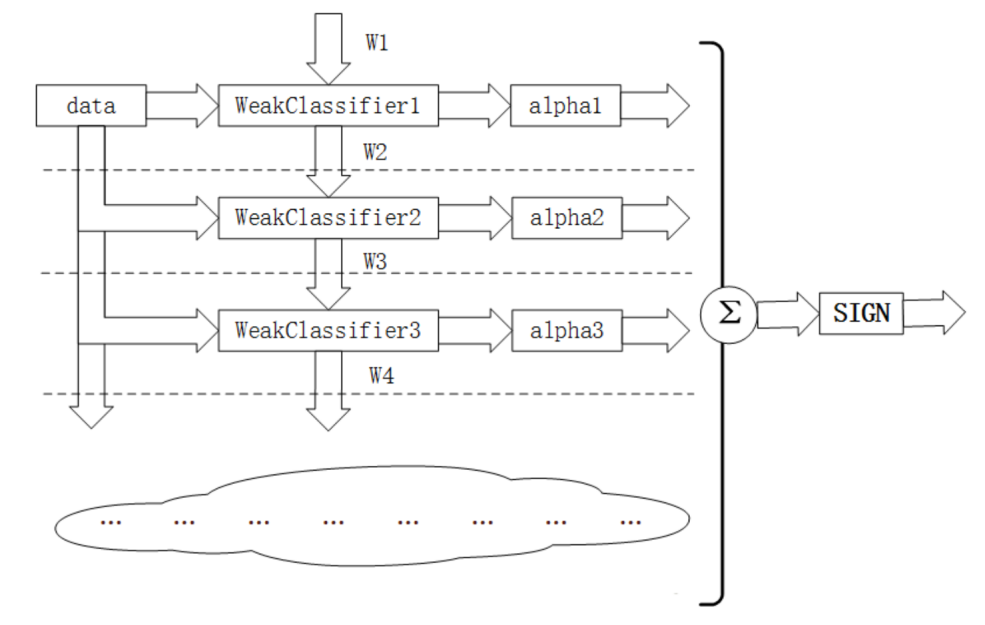 W1
data WeakClassifier1 alpha1
W2
WeakClassifier2 alpha2
W3
Σ SIGN
WeakClassifier3 alpha3
W4
... ... ... ... ... ... ... ...